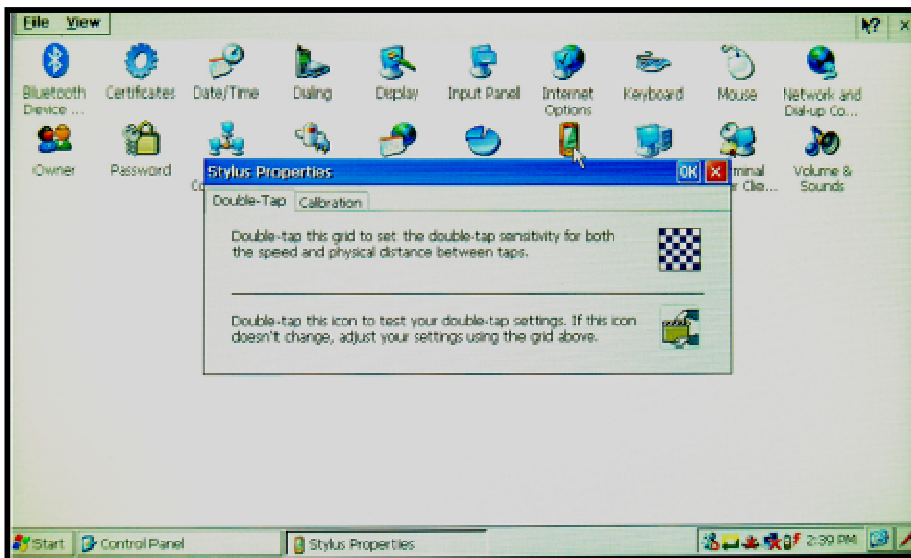 File View
Bluetooth Device ...
Certificates
Date/Time
Dialing
Display
Input Panel
Internet Options
Keyboard
Mouse
Network and Dial-up Co...
Owner
Password
Volume & Sounds
Stylus Properties OK
Double-Tap Calibration
Double-tap this grid to set the double-tap sensitivity for both
the speed and physical distance between taps.
Double-tap this icon to test your double-tap settings. If this icon
doesn't change, adjust your settings using the grid above.
Start Control Panel Stylus Properties 2:39 PM